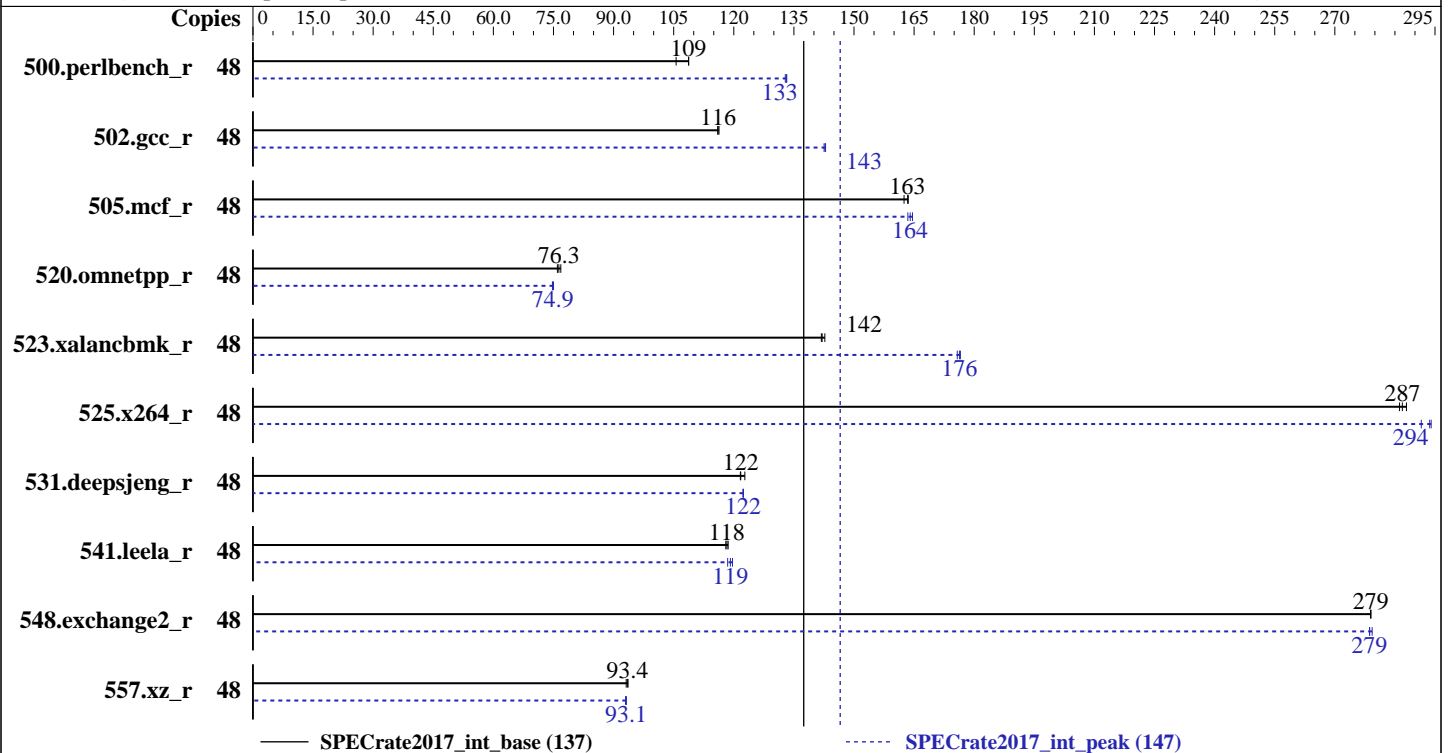 Copies 0 15.0 30.0 45.0 60.0 75.0 90.0 105 120 135 150 165 180 195 210 225 240 255 270 295
109
500.perlbench_r 48
133
116
502.gcc_r 48
143
163
505.mcf_r 48
164
76.3
520.omnetpp_r 48
74.9
142
523.xalancbmk_r 48
176
287
525.x264_r 48
294
122
531.deepsjeng_r 48
122
118
541.leela_r 48
119
279
548.exchange2_r 48
279
93.4
557.xz_r 48
93.1
SPECrate2017_int_base (137) SPECrate2017_int_peak (147)